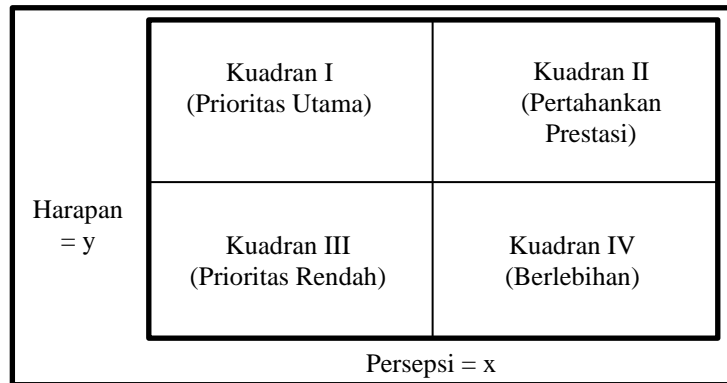 Kuadran I
(Prioritas Utama)
Kuadran II
(Pertahankan
Prestasi)
Harapan
= y
Kuadran III
(Prioritas Rendah)
Kuadran IV
(Berlebihan)
Persepsi = x